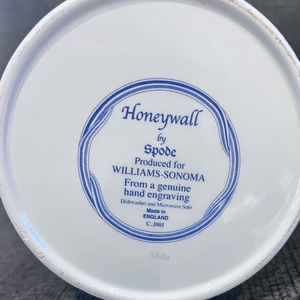 Honeywall
by
Spode
Produced for
WILLIAMS-SONOMA
From a genuine
hand engraving
Dishwasher and Microwave Safe
Made in
ENGLAND
C. 2005